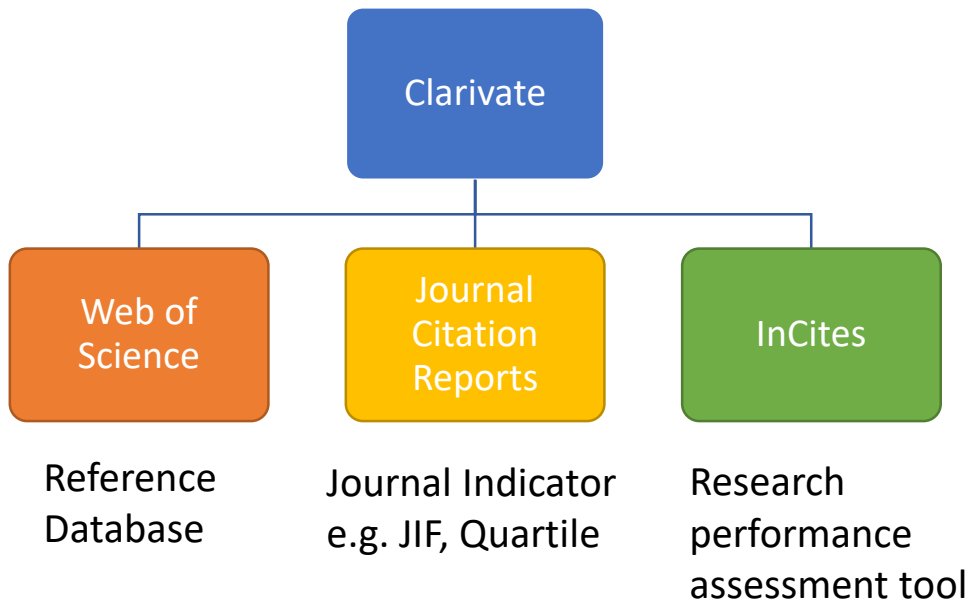 Clarivate
Web of
Science
Journal
Citation
Reports
InCites
Reference
Database
Journal Indicator
e.g. JIF, Quartile
Research
performance
assessment tool